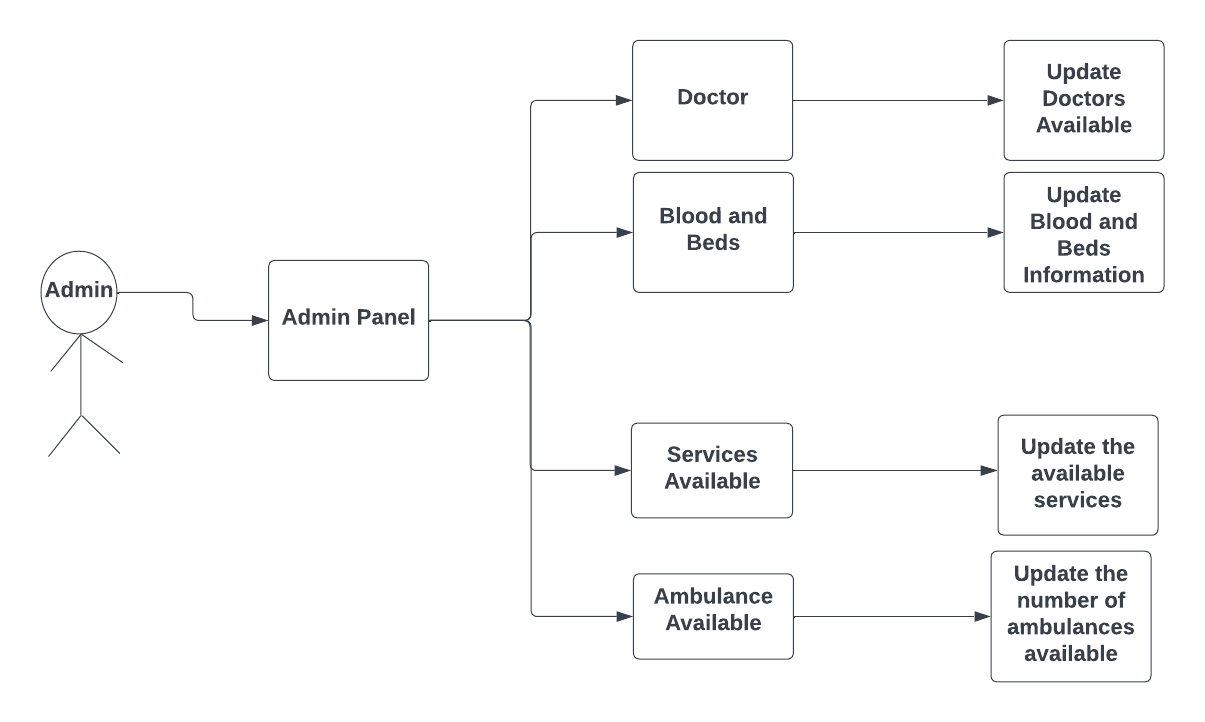 Admin
Admin Panel
Doctor
Update
Doctors
Available
Blood and
Beds
Update
Blood and
Beds
Information
Services
Available
Update the
available
services
Ambulance
Available
Update the
number of
ambulances
available